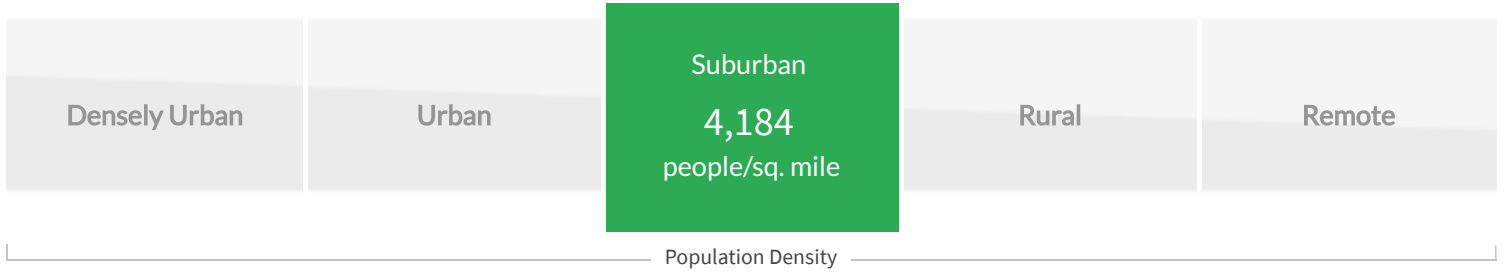 Densely Urban
Urban
Suburban
4,184
people/sq. mile
Rural
Remote
Population Density